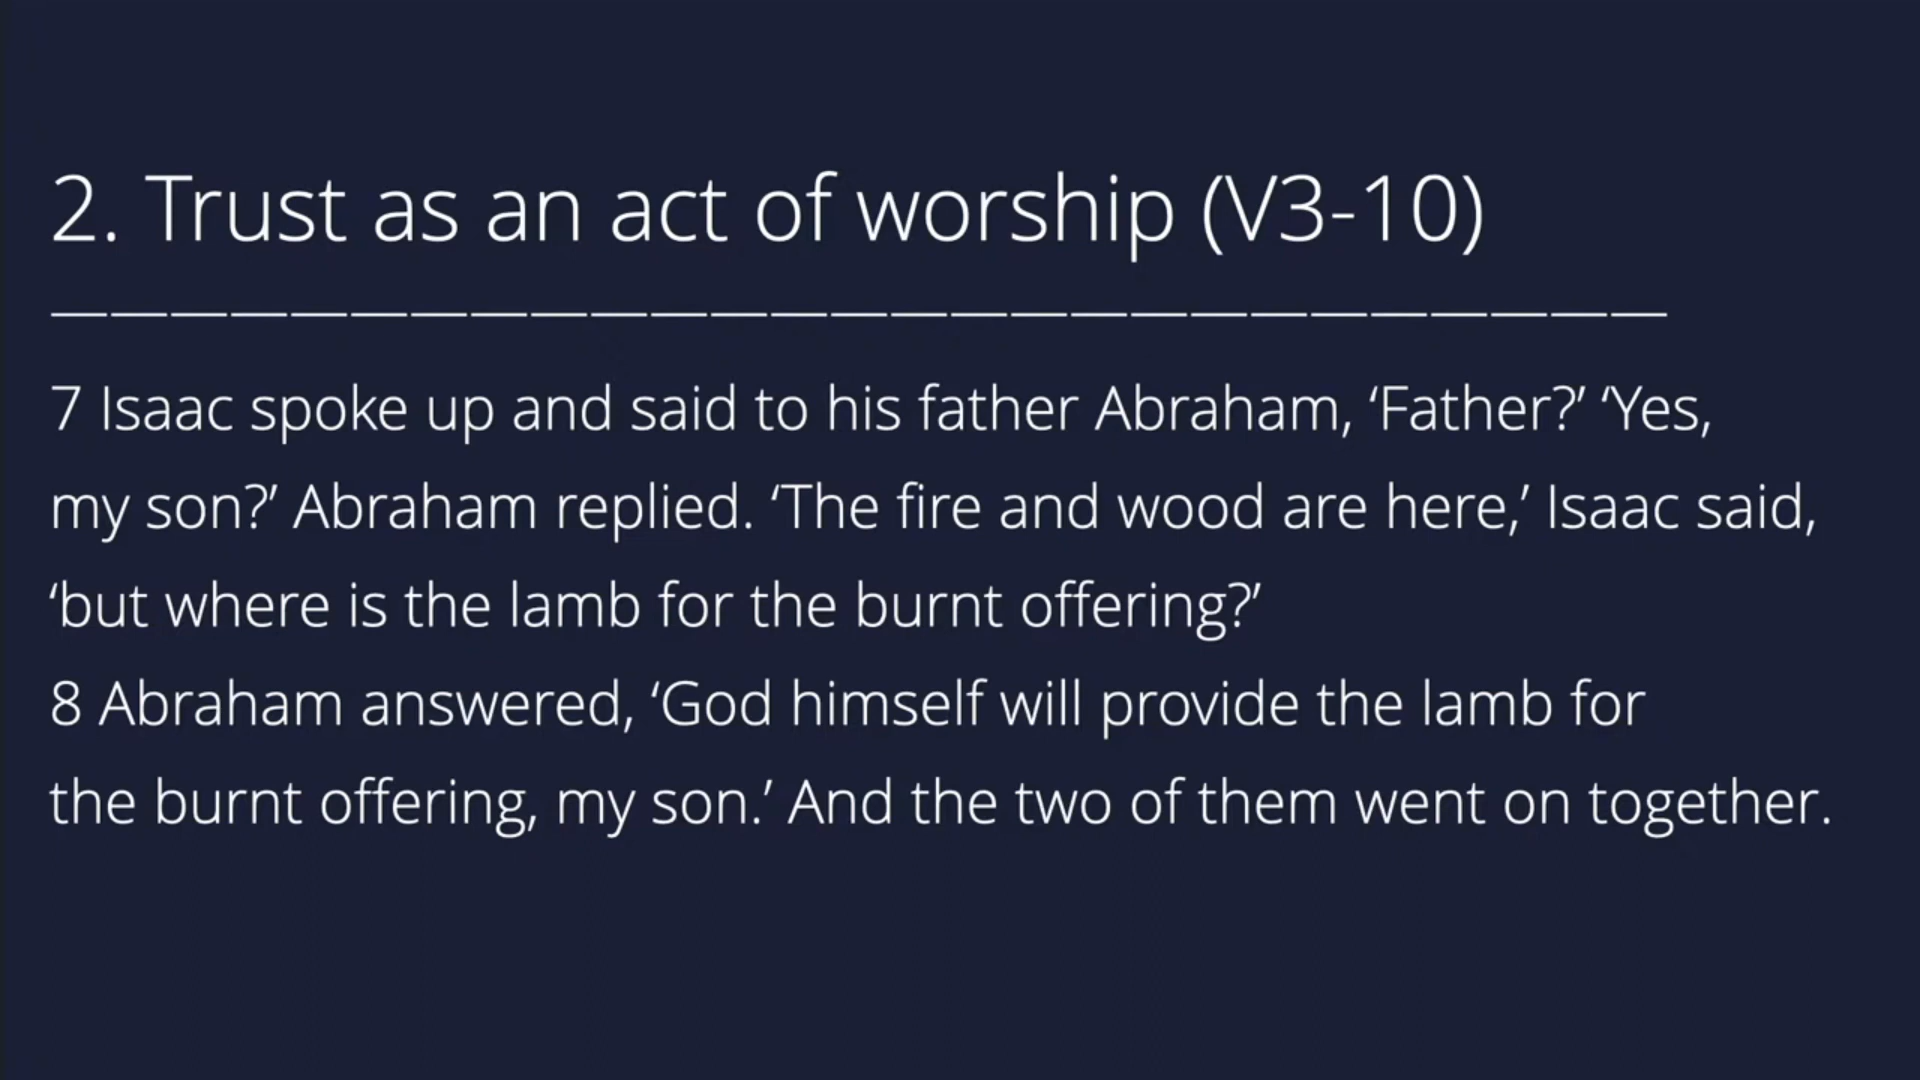 2. Trust as an act of worship (V3-10)
———————————————————————————
7 Isaac spoke up and said to his father Abraham, ‘Father?’ ‘Yes,
my son?’ Abraham replied. ‘The fire and wood are here,’ Isaac said,
‘but where is the lamb for the burnt offering?’
8 Abraham answered, ‘God himself will provide the lamb for
the burnt offering, my son.’ And the two of them went on together.